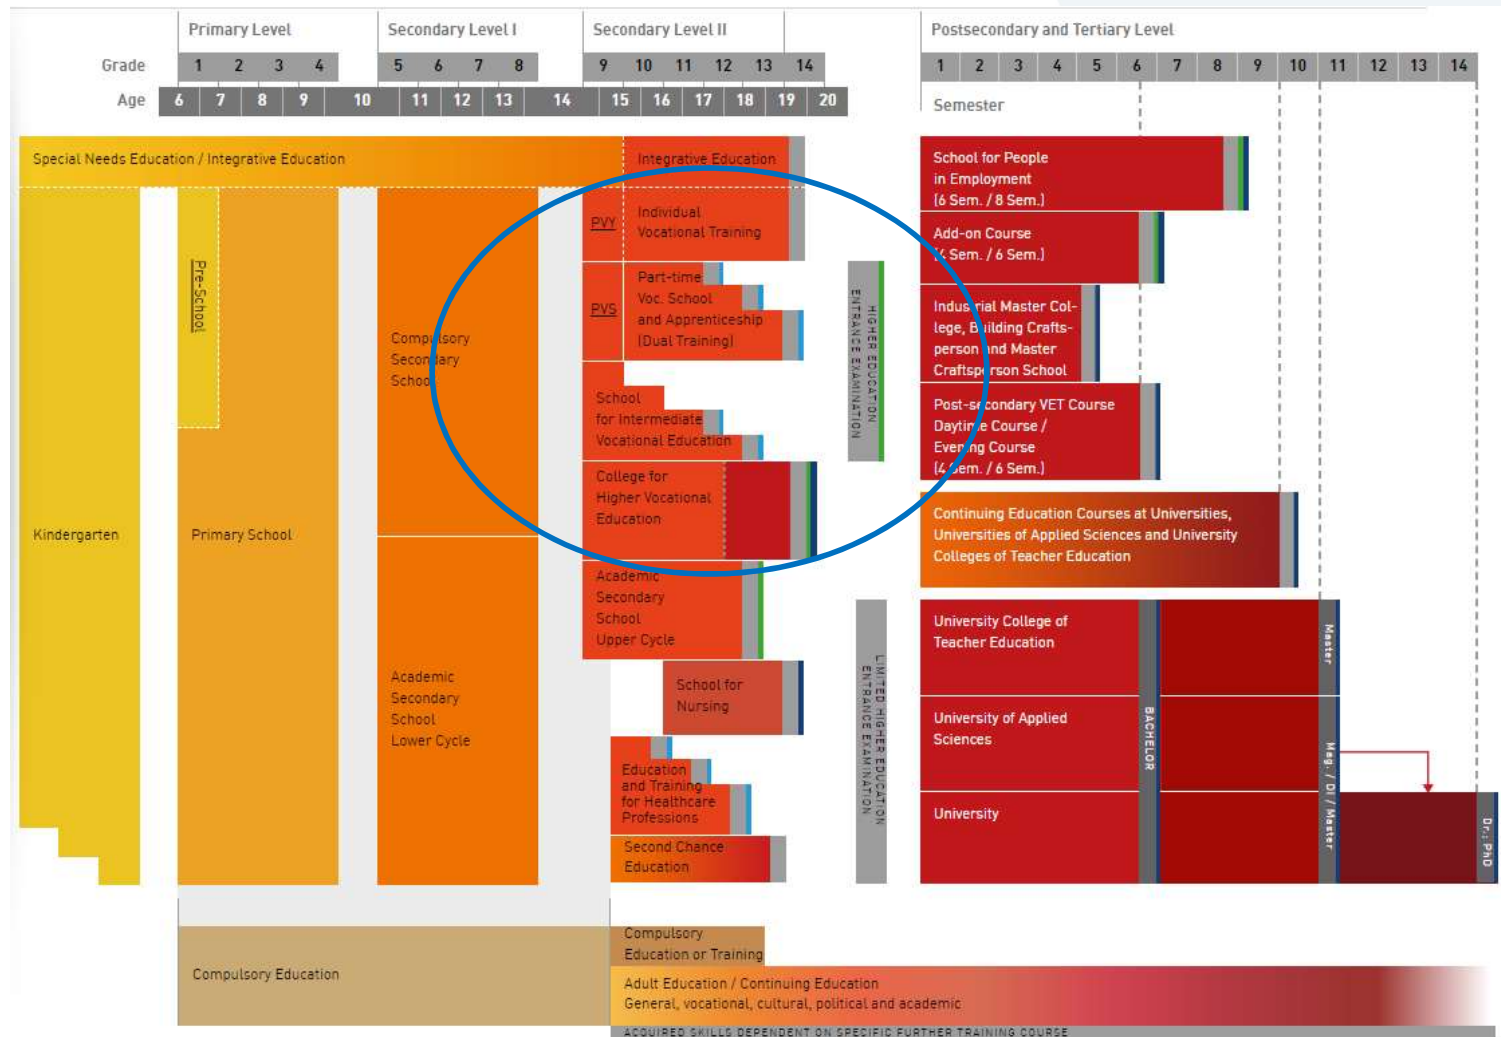 Primary Level
Secondary Level I
Secondary Level II
Postsecondary and Tertiary Level
Grade
1 2 3 4
5 6 7 8
9 10 11 12 13 14
1 2 3 4 5 6 7 8 9 10 11 12 13 14
Age
6 7 8 9 10 11 12 13 14 15 16 17 18 19 20
Semester
Special Needs Education / Integrative Education
Integrative Education
Kindergarten
Pre-School
Primary School
Compulsory
Secondary
School
Academic
Secondary
School
Lower Cycle
PVY
Individual
Vocational Training
PVS
Part-time
Voc. School
and Apprenticeship
(Dual Training)
School
for Intermediate
Vocational Education
College for
Higher Vocational
Education
Academic
Secondary
School
Upper Cycle
School for
Nursing
Education
and Training
for Healthcare
Professions
Second Chance
Education
HIGHER EDUCATION
ENTRANCE EXAMINATION
LIMITED HIGHER EDUCATION
ENTRANCE EXAMINATION
School for People
in Employment
(6 Sem. / 8 Sem.)
Add-on Course
(4 Sem. / 6 Sem.)
Industrial Master Col-
lege, Building Crafts-
person and Master
Craftsperson School
Post-secondary VET Course
Daytime Course /
Evening Course
(4 Sem. / 6 Sem.)
Continuing Education Courses at Universities,
Universities of Applied Sciences and University
Colleges of Teacher Education
University College of
Teacher Education
University of Applied
Sciences
University
BACHELOR
Master
Mag. / DI / Master
Dr.; PhD
Compulsory Education
Compulsory
Education or Training
Adult Education / Continuing Education
General, vocational, cultural, political and academic
ACQUIRED SKILLS DEPENDENT ON SPECIFIC FURTHER TRAINING COURSE